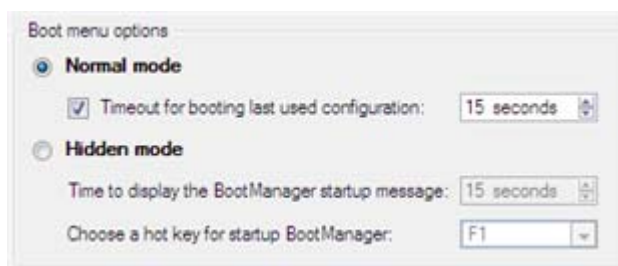 Boot menu options
Normal mode
Timeout for booting last used configuration: 15 seconds
Hidden mode
Time to display the BootManager startup message: 15 seconds
Choose a hot key for startup BootManager: F1